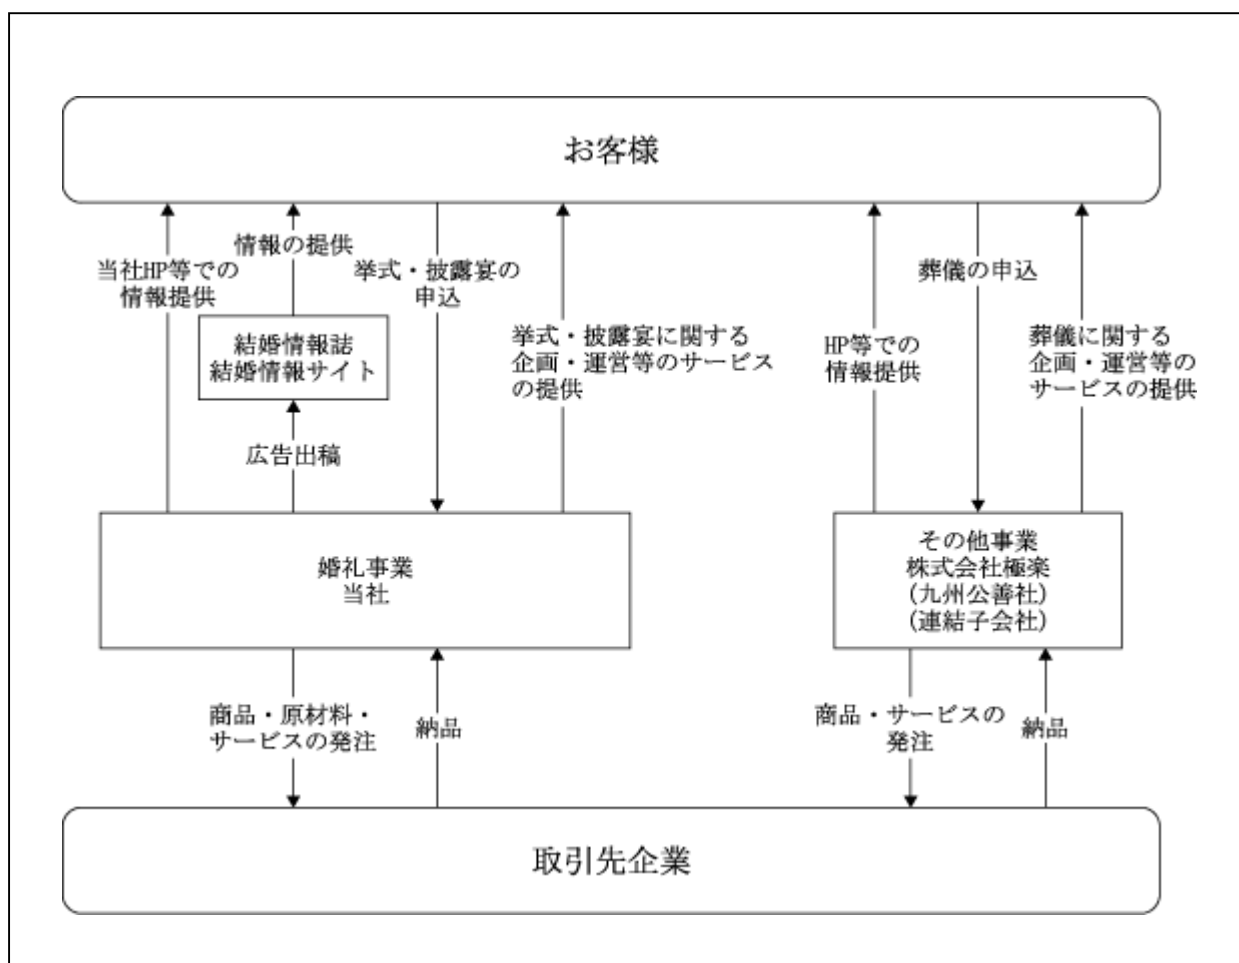 お客様
情報の提供
当社HP等での
情報提供
挙式・披露宴の
申込
葬儀の申込
結婚情報誌
結婚情報サイト
挙式・披露宴に関する
企画・運営等のサービス
の提供
HP等での
情報提供
葬儀に関する
企画・運営等の
サービスの提供
広告出稿
婚礼事業
当社
その他事業
株式会社極楽
(九州公善社)
(連結子会社)
商品・原材料・
サービスの発注
納品
商品・サービスの
発注
納品
取引先企業